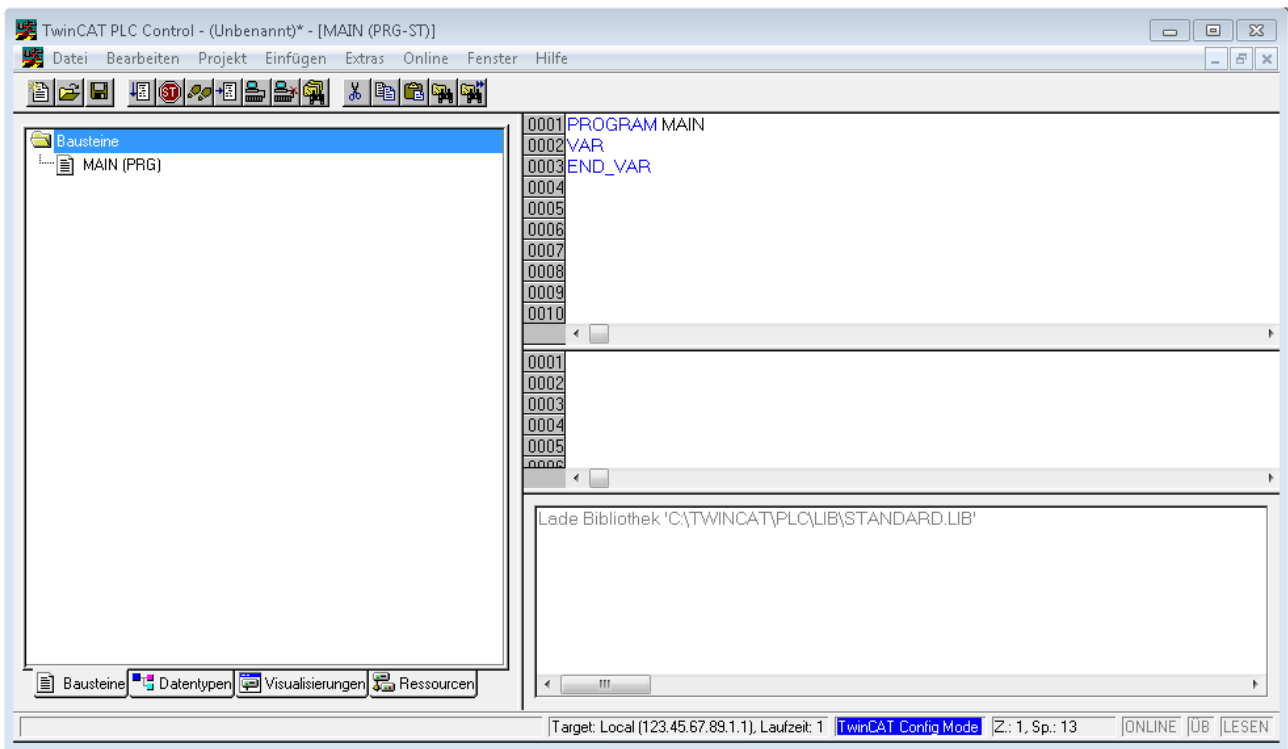 TwinCAT PLC Control - (Unbenannt)* - [MAIN (PRG-ST)]
Datei Bearbeiten Projekt Einfügen Extras Online Fenster Hilfe
Bausteine
MAIN (PRG)
0001 PROGRAM MAIN
0002 VAR
0003 END_VAR
0004
0005
0006
0007
0008
0009
0010
0001
0002
0003
0004
0005
0006
Lade Bibliothek 'C:\TWINCAT\PLC\LIB\STANDARD.LIB'
Bausteine Datentypen Visualisierungen Ressourcen
Target: Local (123.45.67.89.1.1), Laufzeit: 1 TwinCAT Config Mode Z.: 1, Sp.: 13 ONLINE ÜB LESEN